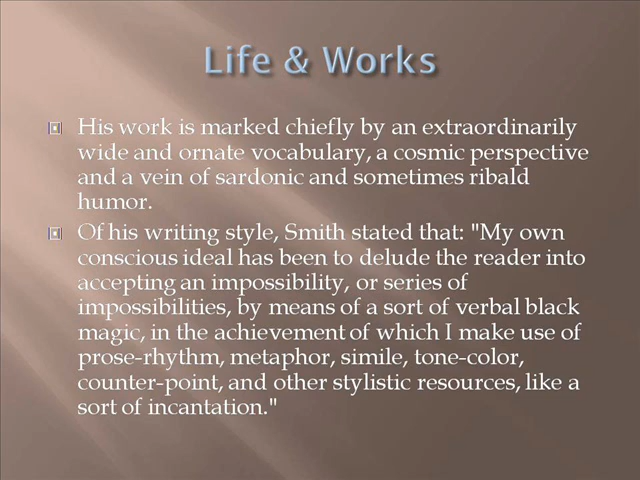 Life & Works
His work is marked chiefly by an extraordinarily
wide and ornate vocabulary, a cosmic perspective
and a vein of sardonic and sometimes ribald
humor.
Of his writing style, Smith stated that: "My own
conscious ideal has been to delude the reader into
accepting an impossibility, or series of
impossibilities, by means of a sort of verbal black
magic, in the achievement of which I make use of
prose-rhythm, metaphor, simile, tone-color,
counter-point, and other stylistic resources, like a
sort of incantation."